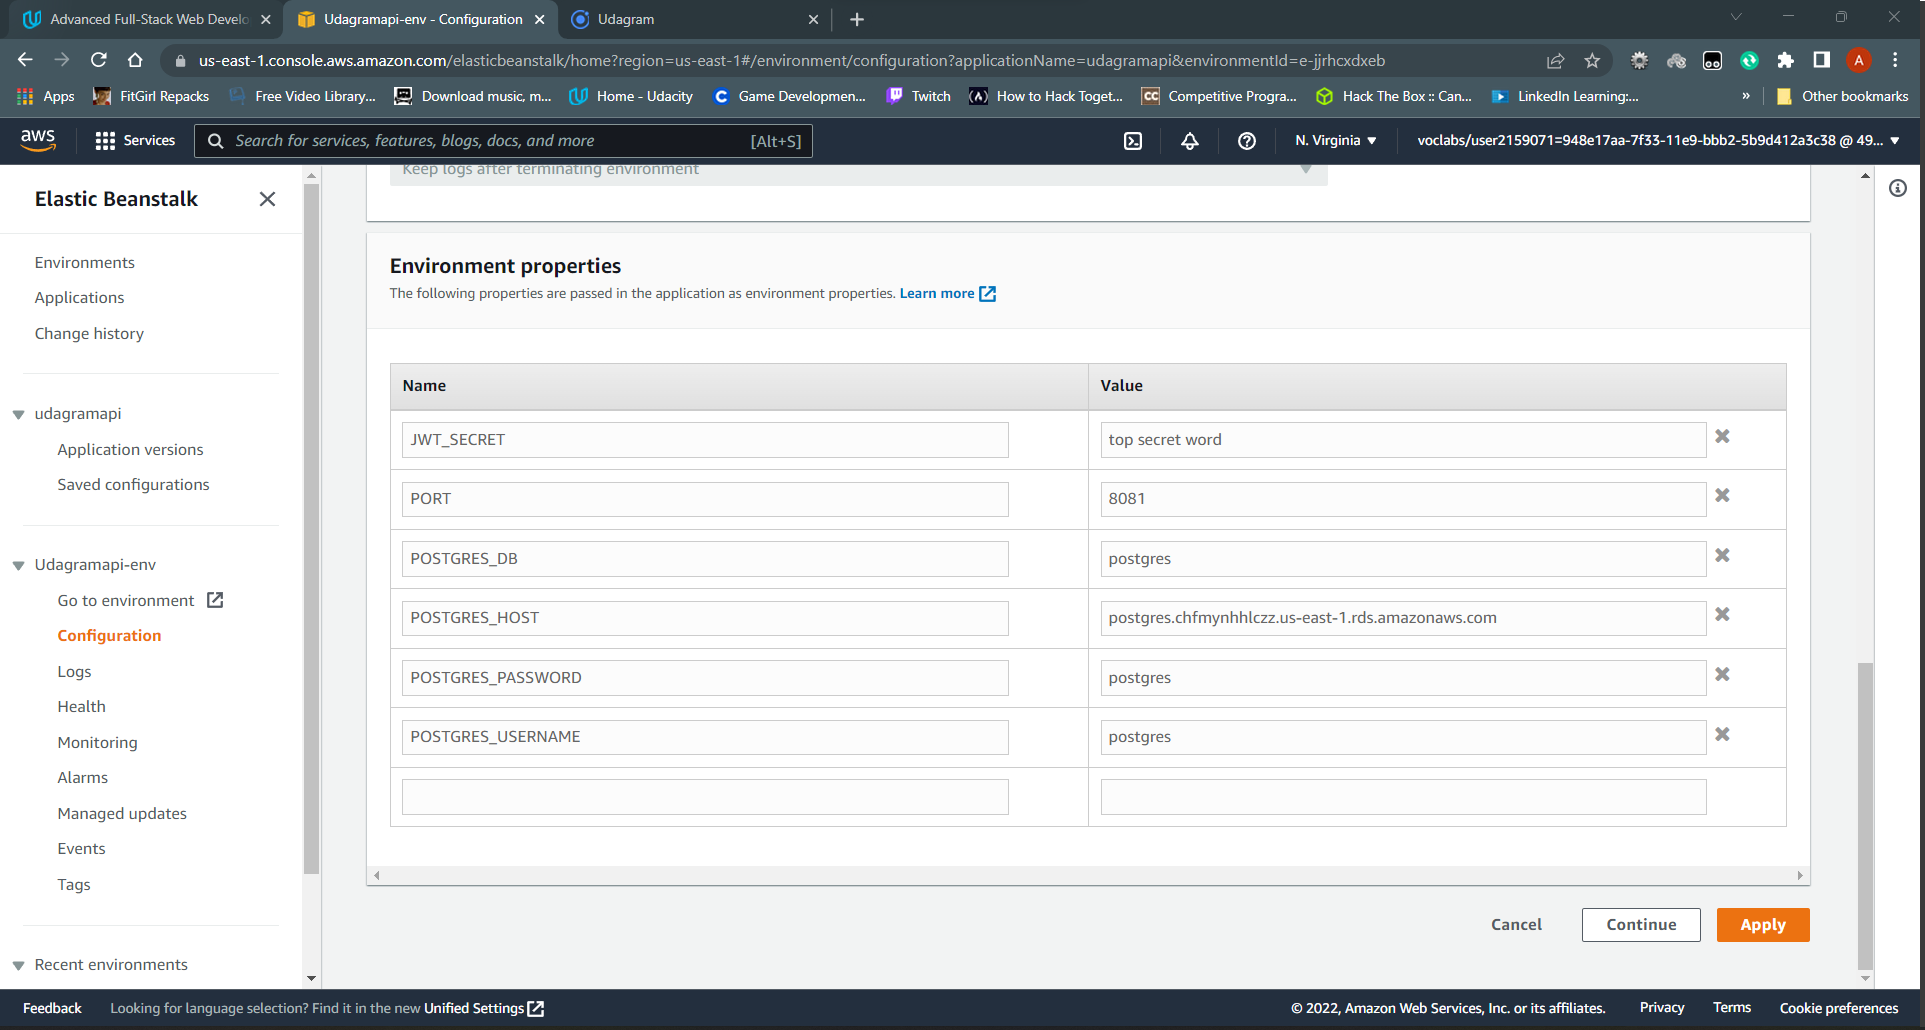 Advanced Full-Stack Web Develo
Udagramapi-env - Configuration
Udagram
us-east-1.console.aws.amazon.com/elasticbeanstalk/home?region=us-east-1#/environment/configuration?applicationName=udagramapi&environmentId=e-jjrhcxdxeb
A
Apps
FitGirl Repacks
Free Video Library...
Download music, m...
Home - Udacity
Game Developmen...
Twitch
How to Hack Toget...
CC
Competitive Progra...
Hack The Box :: Can...
LinkedIn Learning:...
»
Other bookmarks
aws
Services
Search for services, features, blogs, docs, and more
[Alt+S]
N. Virginia
voclabs/user2159071=948e17aa-7f33-11e9-bbb2-5b9d412a3c38 @ 49...
Elastic Beanstalk
Environments
Applications
Change history
udagramapi
Application versions
Saved configurations
Udagramapi-env
Go to environment
Configuration
Logs
Health
Monitoring
Alarms
Managed updates
Events
Tags
Recent environments
Keep logs after terminating environment
Environment properties
The following properties are passed in the application as environment properties. Learn more
Name
Value
JWT_SECRET
top secret word
PORT
8081
POSTGRES_DB
postgres
POSTGRES_HOST
postgres.chfmynhhlczz.us-east-1.rds.amazonaws.com
POSTGRES_PASSWORD
postgres
POSTGRES_USERNAME
postgres
Cancel
Continue
Apply
Feedback
Looking for language selection? Find it in the new Unified Settings
© 2022, Amazon Web Services, Inc. or its affiliates.
Privacy
Terms
Cookie preferences